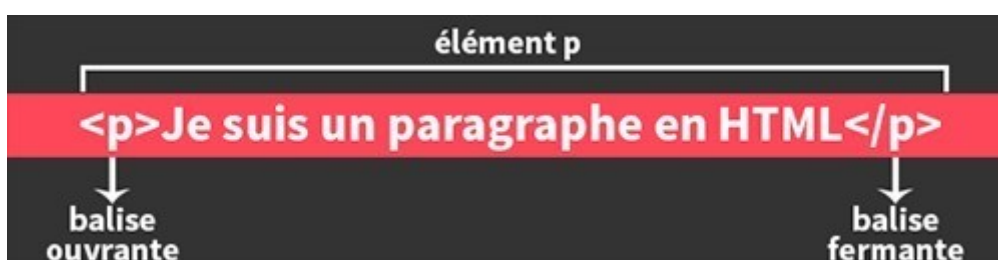 élément p
<p>Je suis un paragraphe en HTML</p>
balise
ouvrante
balise
fermante